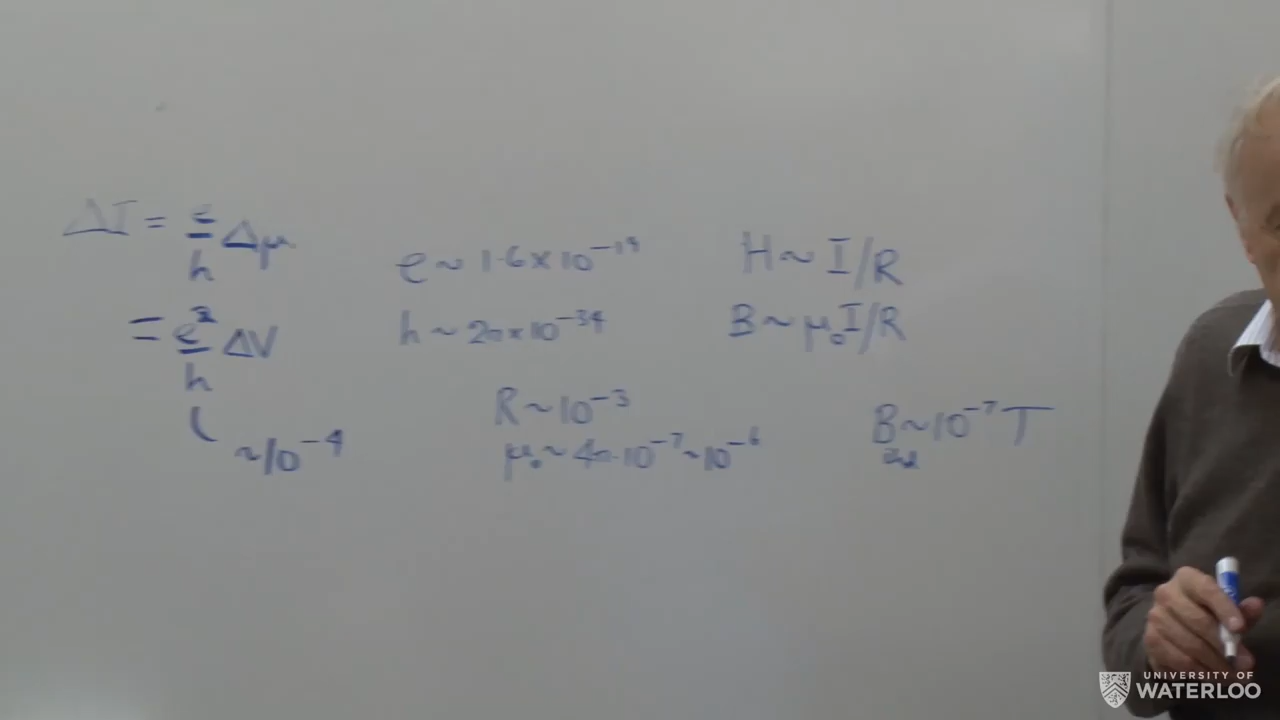 ΔI = e/h Δμ
= e²/h ΔV
~10⁻⁴
e ~ 1.6×10⁻¹⁹
h ~ 2π×10⁻³⁴
R ~ 10⁻³
μ₀ ~ 4π·10⁻⁷ ~ 10⁻⁶
H ~ I/R
B ~ μ₀I/R
B ~ 10⁻⁷ T
ind
UNIVERSITY OF
WATERLOO